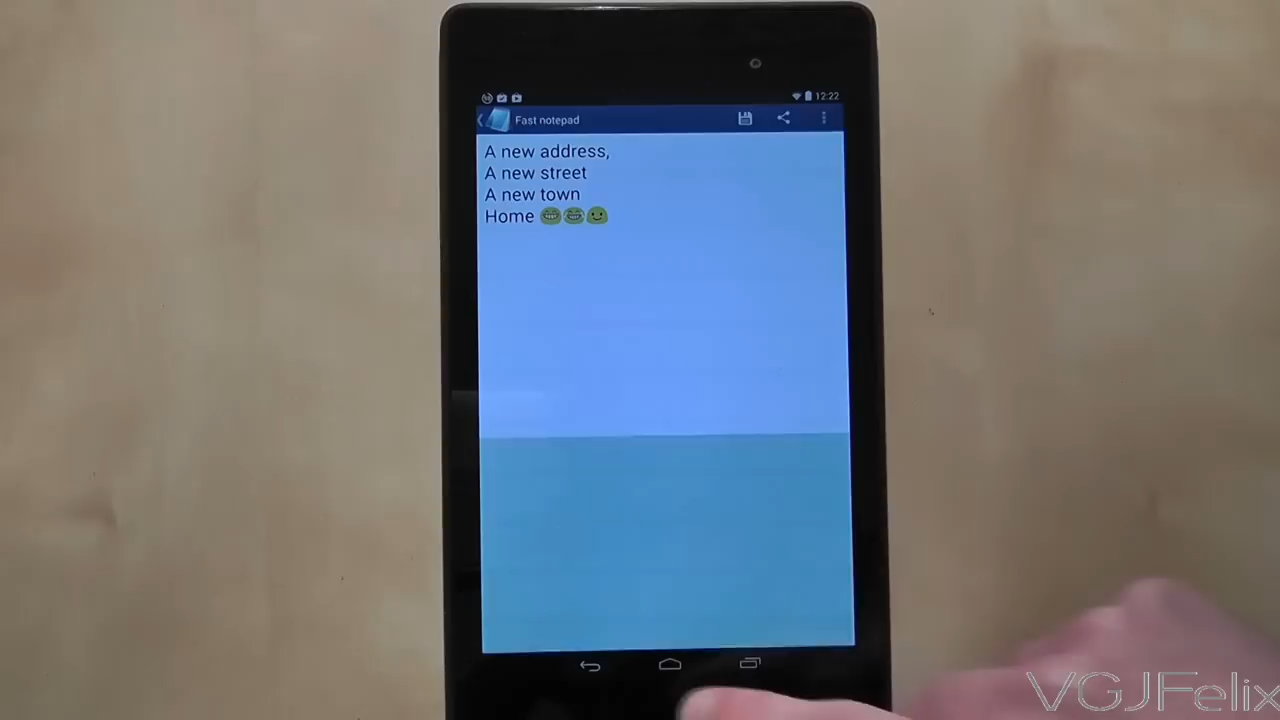 12:22
Fast notepad
A new address,
A new street
A new town
Home 😁😂🙂
VGJFelix